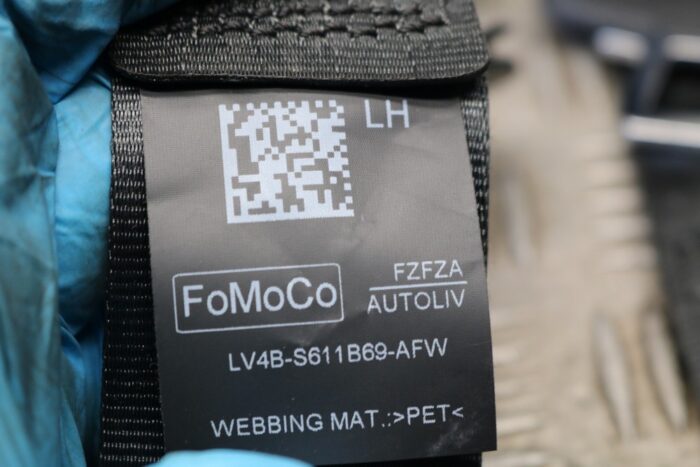 LH
FoMoCo
FZFZA
AUTOLIV
LV4B-S611B69-AFW
WEBBING MAT.:>PET<